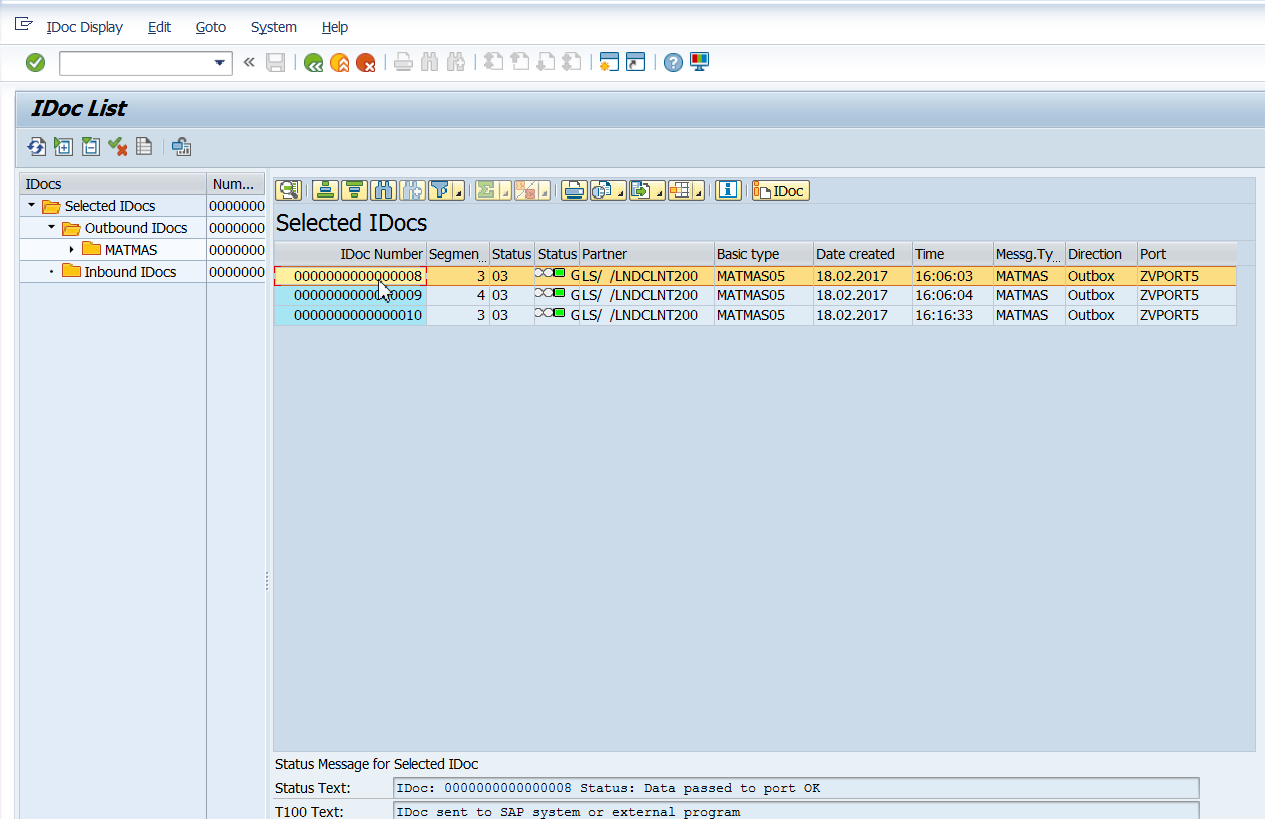 IDoc Display Edit Goto System Help
IDoc List
IDocs Num...
Selected IDocs 0000000
Outbound IDocs 0000000
MATMAS 0000000
Inbound IDocs 0000000
IDoc
Selected IDocs
IDoc Number Segmen... Status Status Partner Basic type Date created Time Messg.Ty... Direction Port
0000000000000008 3 03 G LS/ /LNDCLNT200 MATMAS05 18.02.2017 16:06:03 MATMAS Outbox ZVPORT5
0000000000000009 4 03 G LS/ /LNDCLNT200 MATMAS05 18.02.2017 16:06:04 MATMAS Outbox ZVPORT5
0000000000000010 3 03 G LS/ /LNDCLNT200 MATMAS05 18.02.2017 16:16:33 MATMAS Outbox ZVPORT5
Status Message for Selected IDoc
Status Text: IDoc: 0000000000000008 Status: Data passed to port OK
T100 Text: IDoc sent to SAP system or external program